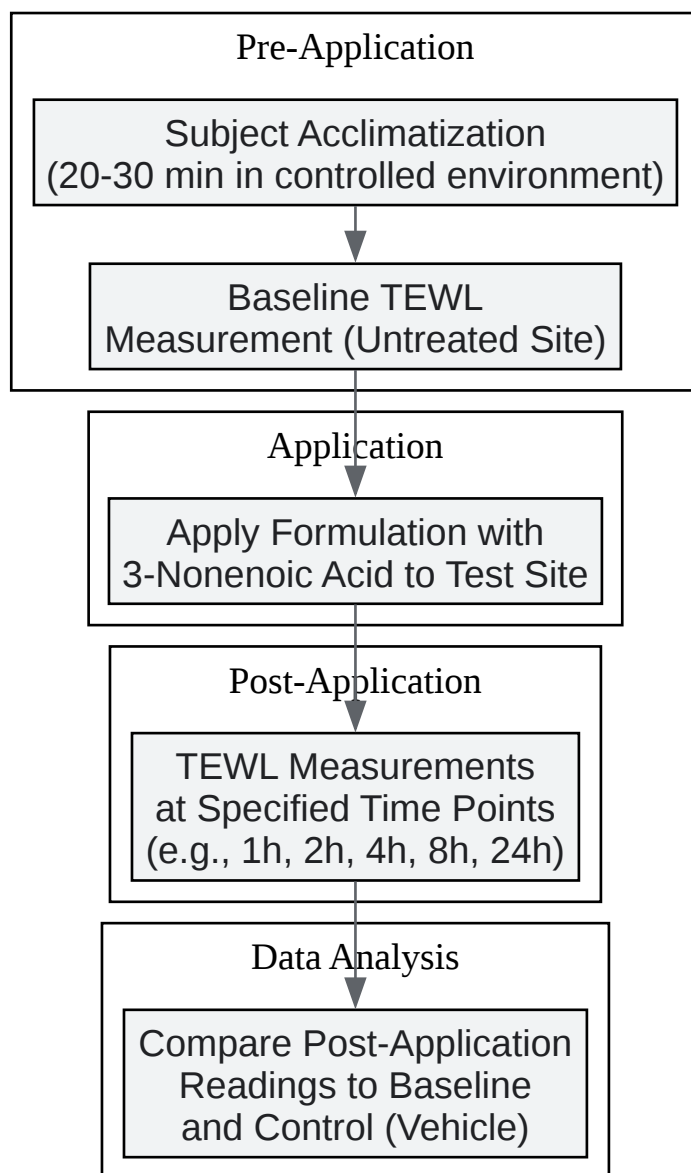 Pre-Application
Subject Acclimatization
(20-30 min in controlled environment)
Baseline TEWL
Measurement (Untreated Site)
Application
Apply Formulation with
3-Nonenoic Acid to Test Site
Post-Application
TEWL Measurements
at Specified Time Points
(e.g., 1h, 2h, 4h, 8h, 24h)
Data Analysis
Compare Post-Application
Readings to Baseline
and Control (Vehicle)